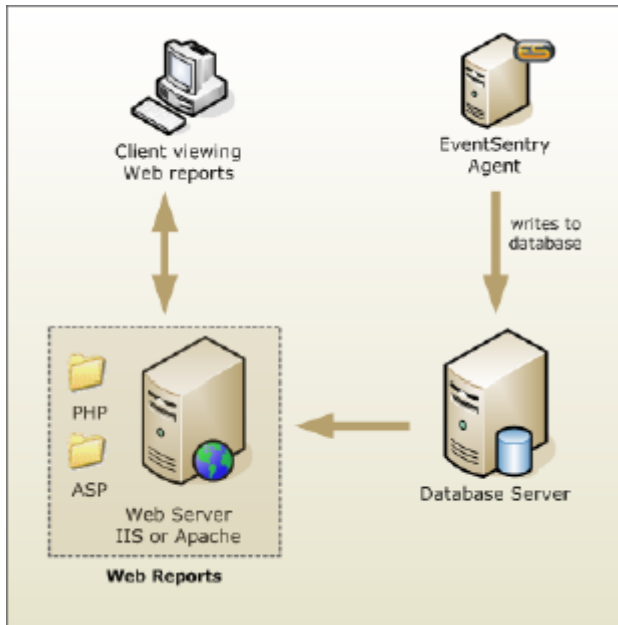 Client viewing
Web reports
EventSentry
Agent
writes to
database
PHP
ASP
Web Server
IIS or Apache
Database Server
Web Reports